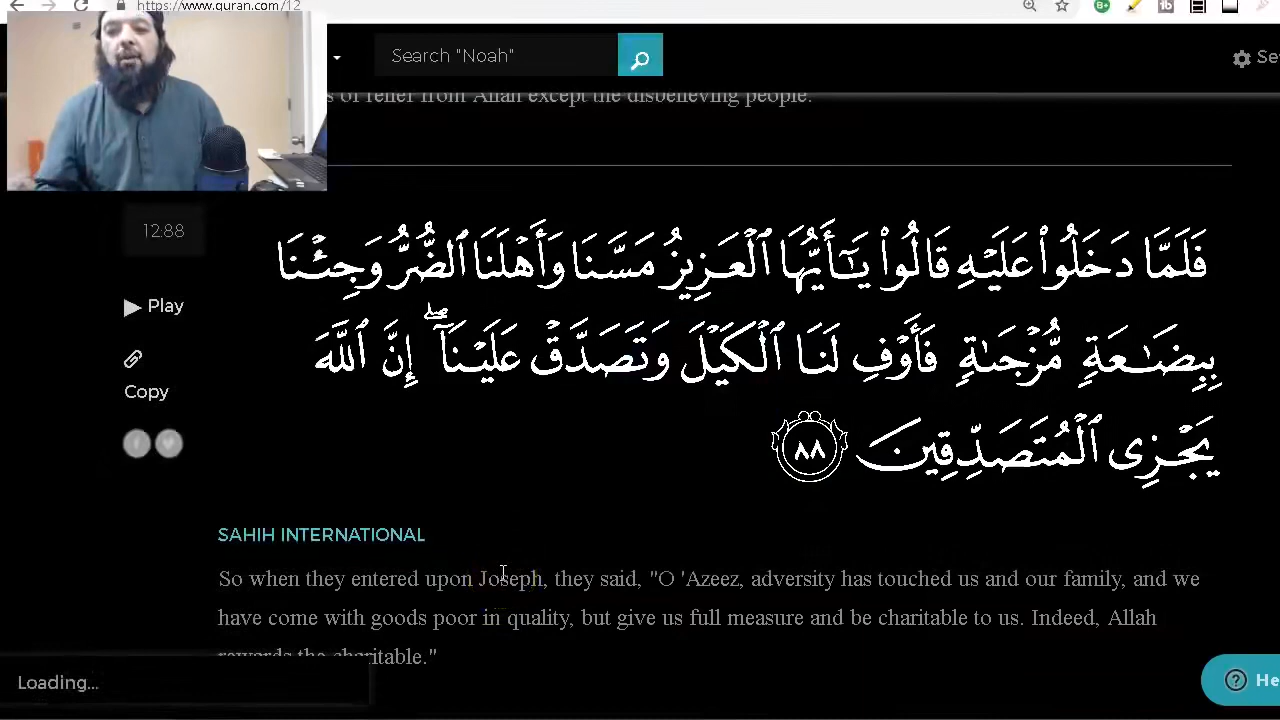 https://www.quran.com/12
Search "Noah"
of relief from Allah except the disbelieving people.
12:88
Play
Copy
فَلَمَّا دَخَلُوا۟ عَلَيْهِ قَالُوا۟ يَـٰٓأَيُّهَا ٱلْعَزِيزُ مَسَّنَا وَأَهْلَنَا ٱلضُّرُّ وَجِئْنَا
بِبِضَـٰعَةٍ مُّزْجَىٰةٍ فَأَوْفِ لَنَا ٱلْكَيْلَ وَتَصَدَّقْ عَلَيْنَآ ۖ إِنَّ ٱللَّهَ
يَجْزِى ٱلْمُتَصَدِّقِينَ ٨٨
SAHIH INTERNATIONAL
So when they entered upon Joseph, they said, "O 'Azeez, adversity has touched us and our family, and we
have come with goods poor in quality, but give us full measure and be charitable to us. Indeed, Allah
rewards the charitable."
Loading...